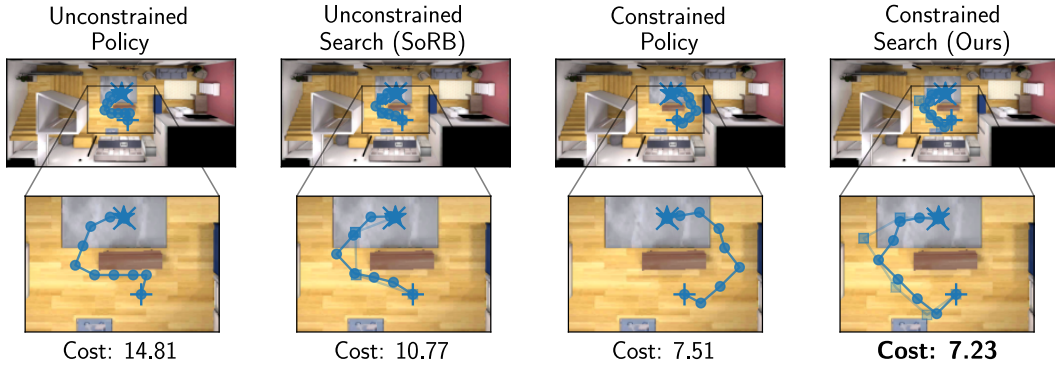 Unconstrained
Policy
Unconstrained
Search (SoRB)
Constrained
Policy
Constrained
Search (Ours)
Cost: 14.81
Cost: 10.77
Cost: 7.51
Cost: 7.23